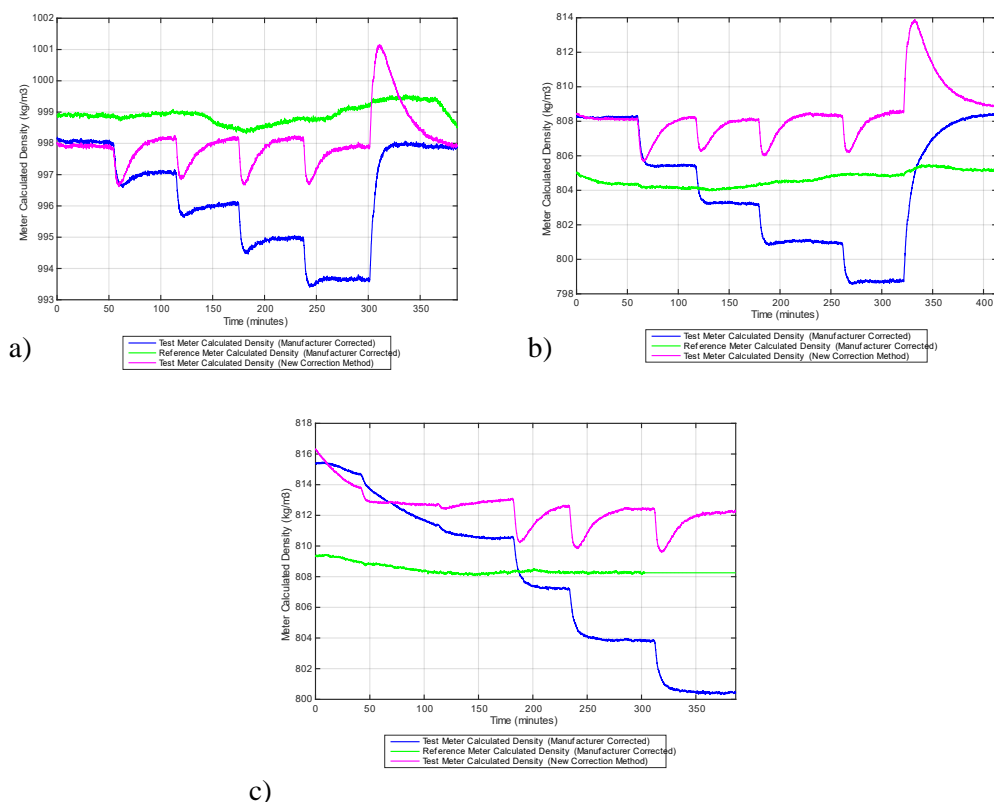 1002
1001
1000
999
998
997
996
995
994
993
Meter Calculated Density (kg/m3)
0 50 100 150 200 250 300 350
Time (minutes)
Test Meter Calculated Density (Manufacturer Corrected)
Reference Meter Calculated Density (Manufacturer Corrected)
Test Meter Calculated Density (New Correction Method)
a)
814
812
810
808
806
804
802
800
798
Meter Calculated Density (kg/m3)
0 50 100 150 200 250 300 350 400
Time (minutes)
Test Meter Calculated Density (Manufacturer Corrected)
Reference Meter Calculated Density (Manufacturer Corrected)
Test Meter Calculated Density (New Correction Method)
b)
818
816
814
812
810
808
806
804
802
800
Meter Calculated Density (kg/m3)
0 50 100 150 200 250 300 350
Time (minutes)
Test Meter Calculated Density (Manufacturer Corrected)
Reference Meter Calculated Density (Manufacturer Corrected)
Test Meter Calculated Density (New Correction Method)
c)